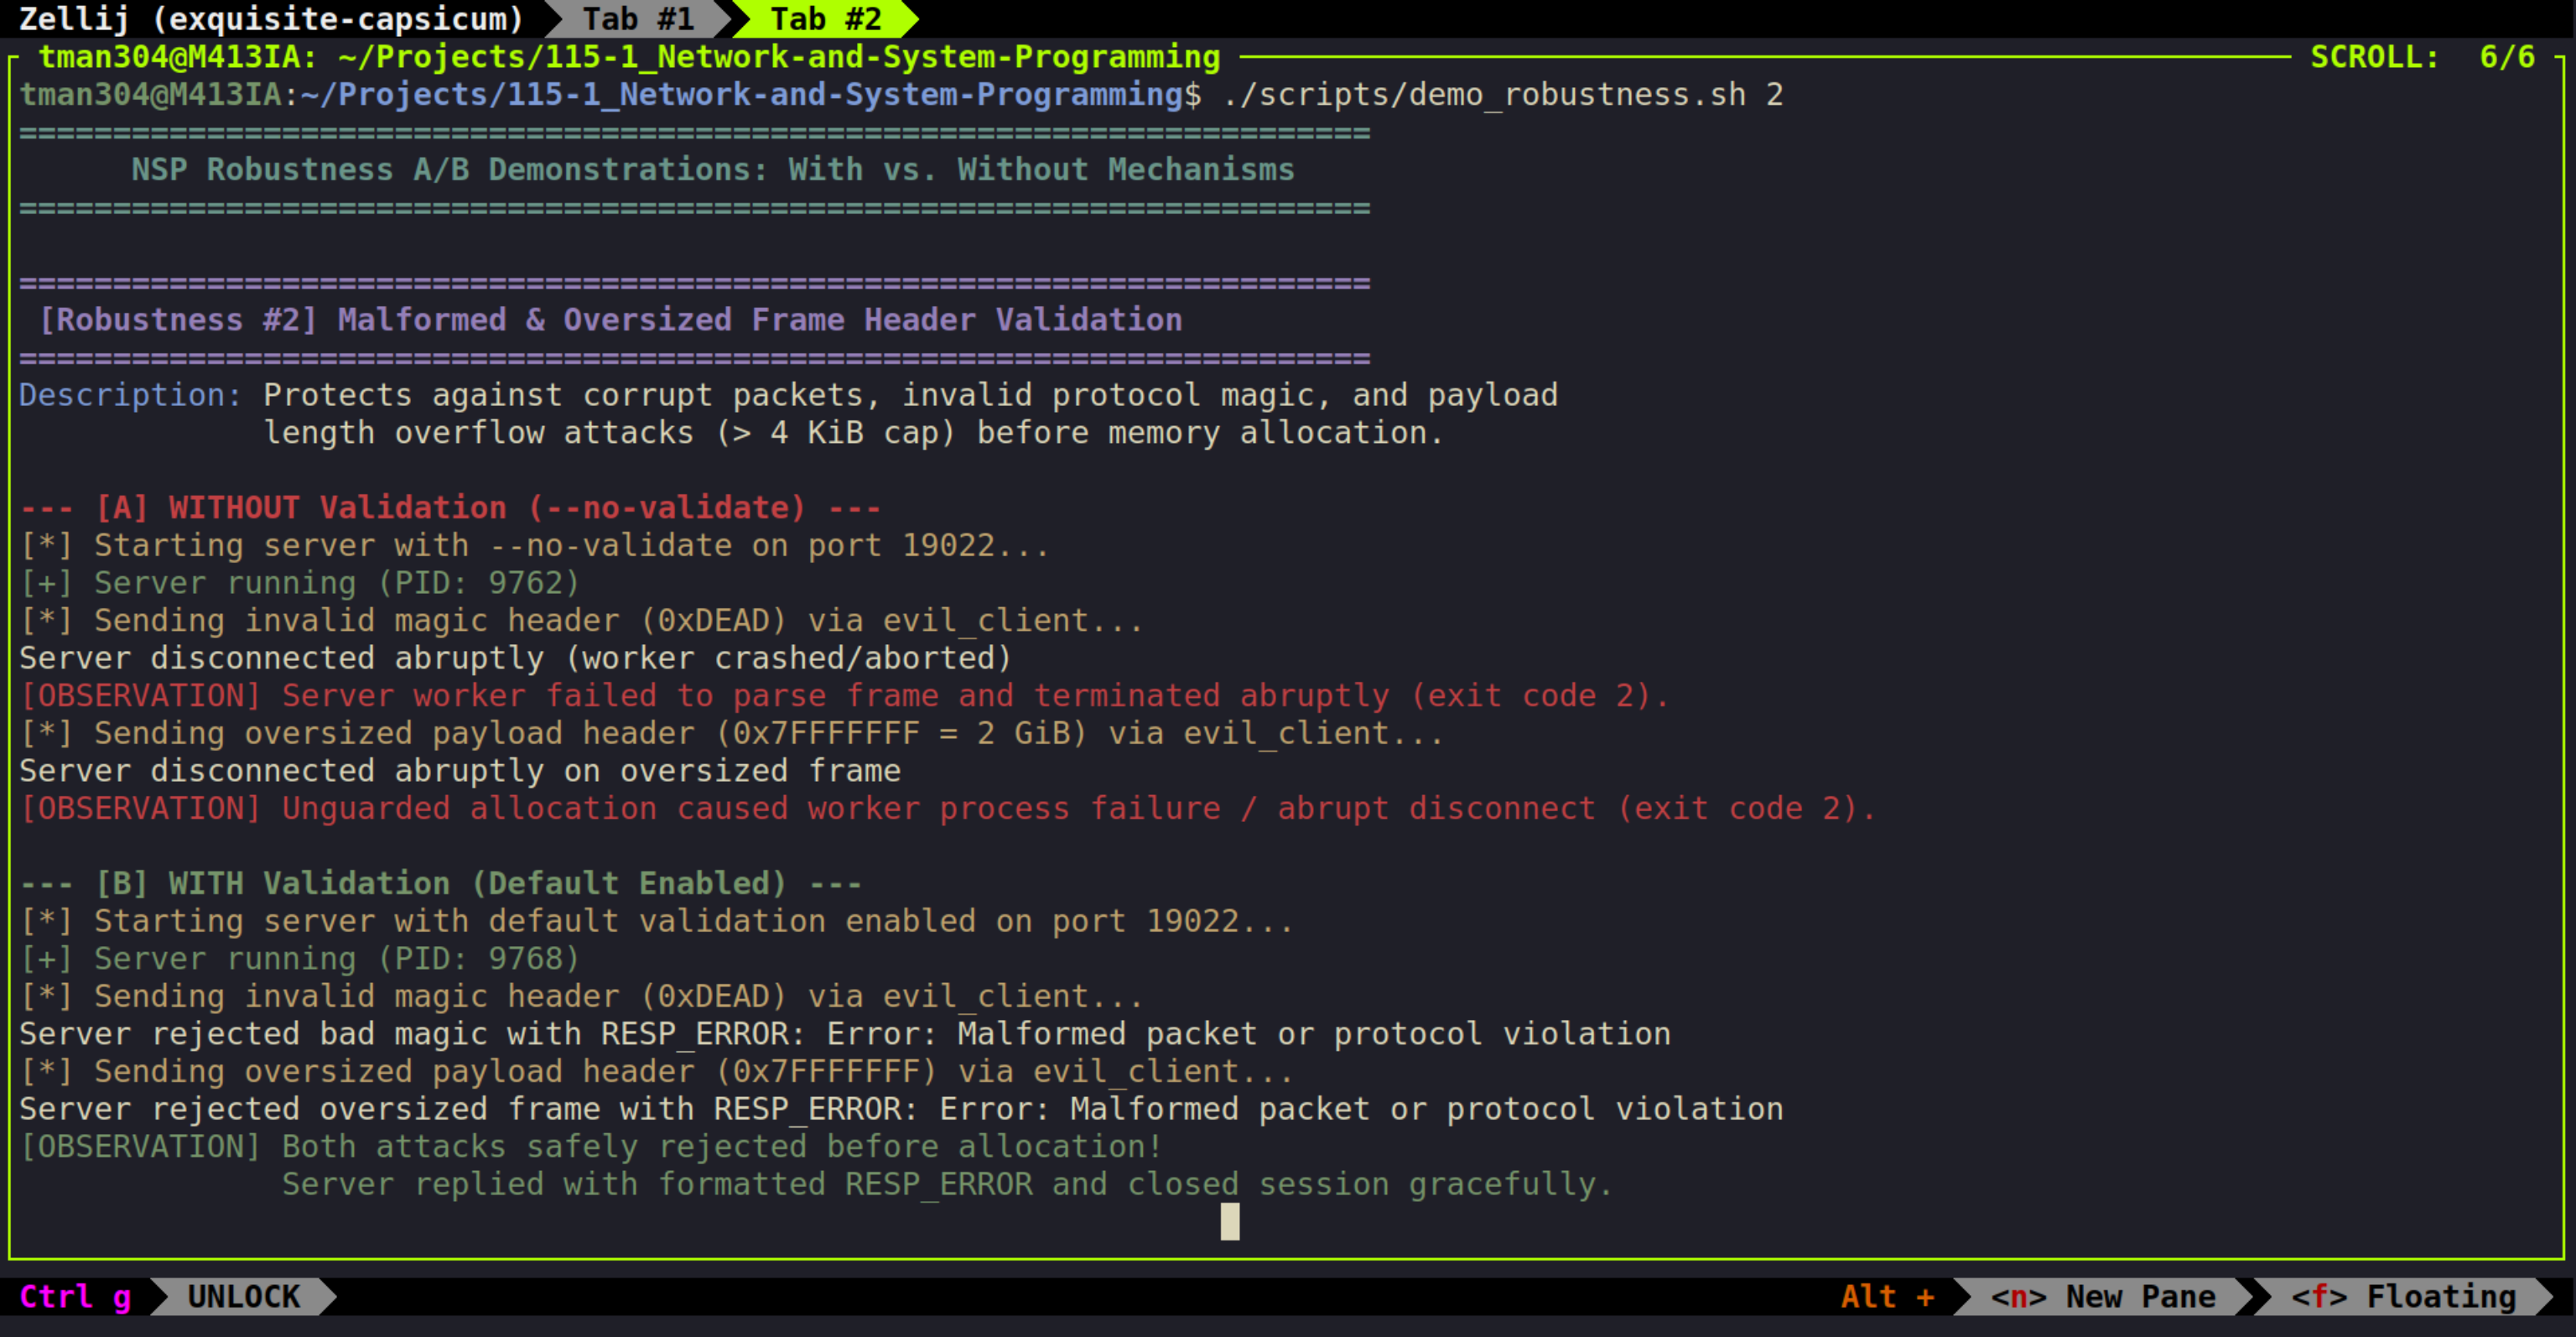 Zellij (exquisite-capsicum) Tab #1 Tab #2
tman304@M413IA: ~/Projects/115-1_Network-and-System-Programming SCROLL: 6/6
tman304@M413IA:~/Projects/115-1_Network-and-System-Programming$ ./scripts/demo_robustness.sh 2
========================================================================
NSP Robustness A/B Demonstrations: With vs. Without Mechanisms
========================================================================
========================================================================
[Robustness #2] Malformed & Oversized Frame Header Validation
========================================================================
Description: Protects against corrupt packets, invalid protocol magic, and payload
length overflow attacks (> 4 KiB cap) before memory allocation.
--- [A] WITHOUT Validation (--no-validate) ---
[*] Starting server with --no-validate on port 19022...
[+] Server running (PID: 9762)
[*] Sending invalid magic header (0xDEAD) via evil_client...
Server disconnected abruptly (worker crashed/aborted)
[OBSERVATION] Server worker failed to parse frame and terminated abruptly (exit code 2).
[*] Sending oversized payload header (0x7FFFFFFF = 2 GiB) via evil_client...
Server disconnected abruptly on oversized frame
[OBSERVATION] Unguarded allocation caused worker process failure / abrupt disconnect (exit code 2).
--- [B] WITH Validation (Default Enabled) ---
[*] Starting server with default validation enabled on port 19022...
[+] Server running (PID: 9768)
[*] Sending invalid magic header (0xDEAD) via evil_client...
Server rejected bad magic with RESP_ERROR: Error: Malformed packet or protocol violation
[*] Sending oversized payload header (0x7FFFFFFF) via evil_client...
Server rejected oversized frame with RESP_ERROR: Error: Malformed packet or protocol violation
[OBSERVATION] Both attacks safely rejected before allocation!
Server replied with formatted RESP_ERROR and closed session gracefully.
Ctrl g UNLOCK Alt + <n> New Pane <f> Floating